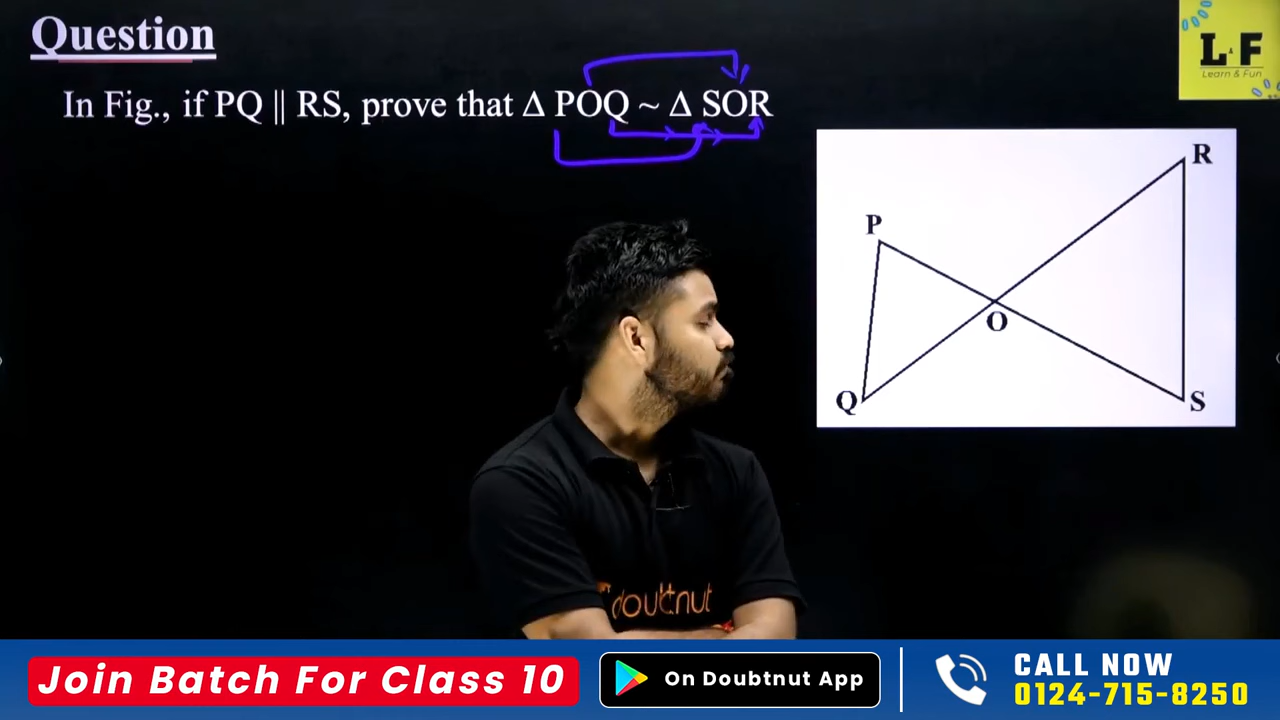 Question
In Fig., if PQ || RS, prove that Δ POQ ~ Δ SOR
L&F
Learn & Fun
R
P
O
Q
S
doubtnut
Join Batch For Class 10
On Doubtnut App
CALL NOW
0124-715-8250